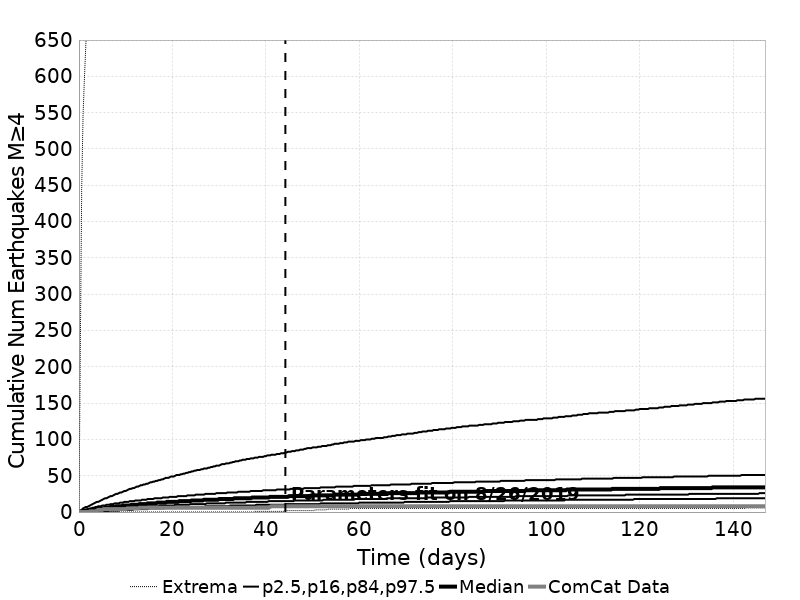 650
600
550
500
450
400
350
300
250
200
150
100
50
0
Cumulative Num Earthquakes M≥4
Parameters fit on 8/20/2019
0 20 40 60 80 100 120 140
Time (days)
Extrema p2.5,p16,p84,p97.5 Median ComCat Data